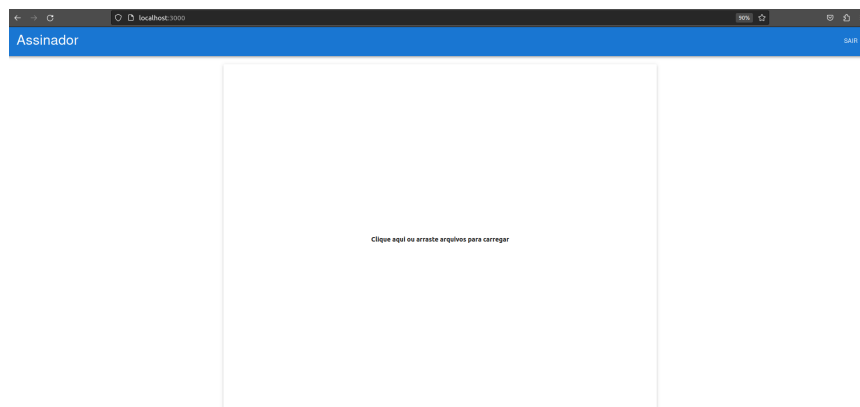 localhost:3000
90%
Assinador
SAIR
Clique aqui ou arraste arquivos para carregar